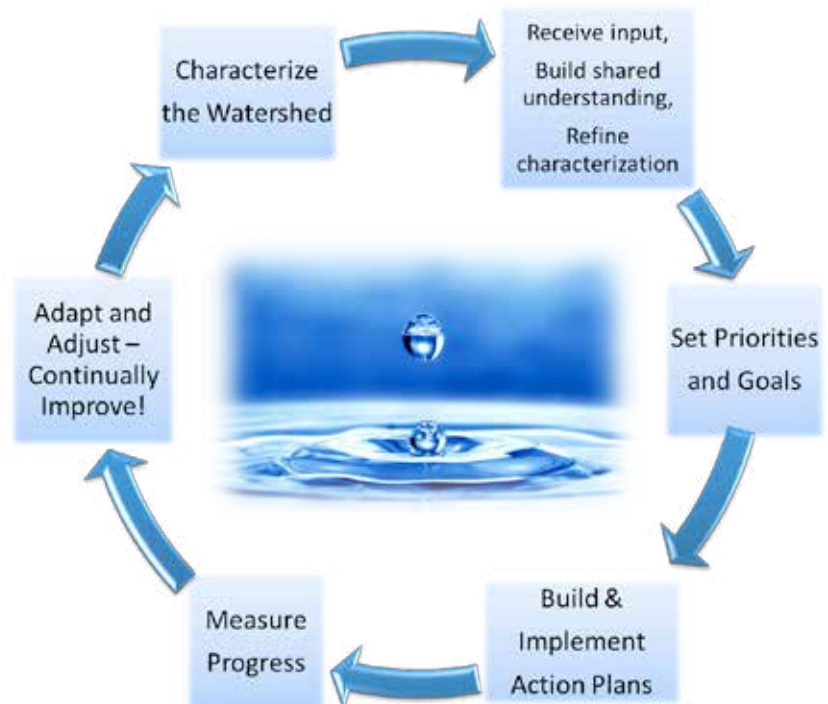 Characterize
the Watershed
Receive input,
Build shared
understanding,
Refine
characterization
Set Priorities
and Goals
Build &
Implement
Action Plans
Measure
Progress
Adapt and
Adjust –
Continually
Improve!